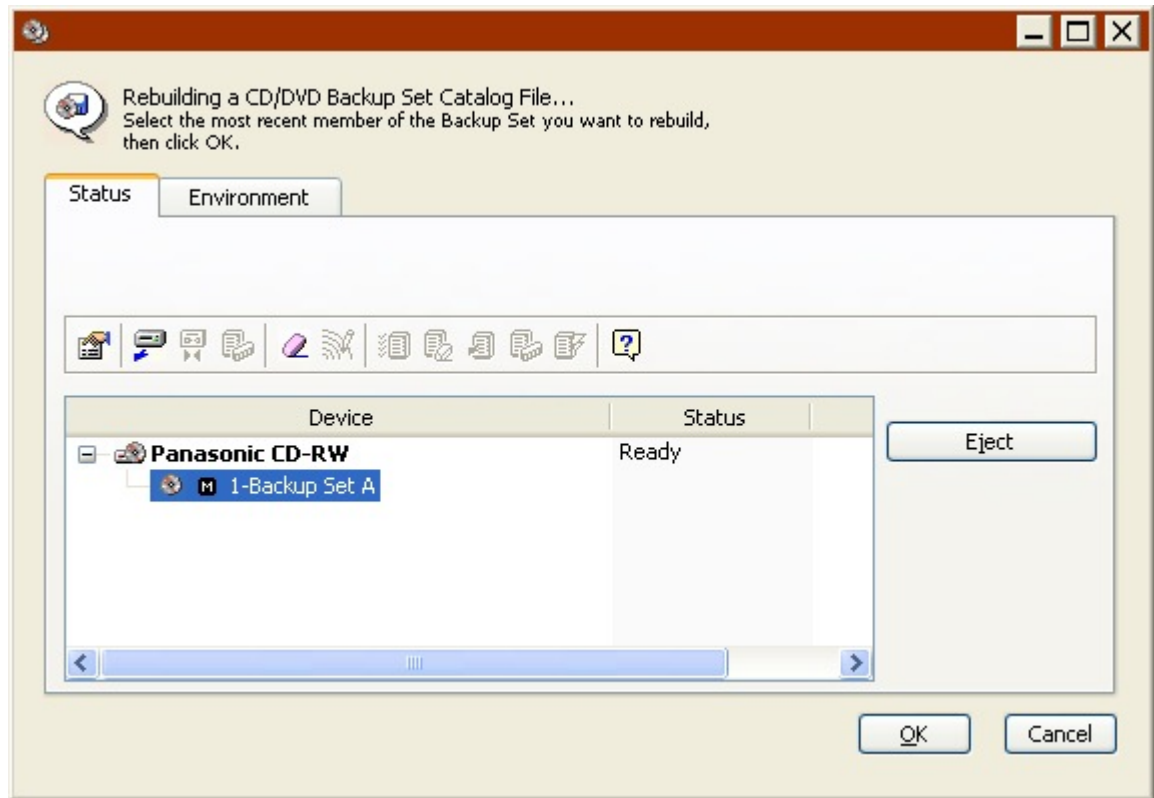 Rebuilding a CD/DVD Backup Set Catalog File...
Select the most recent member of the Backup Set you want to rebuild,
then click OK.
Status Environment
Device Status
Panasonic CD-RW Ready
M 1-Backup Set A
Eject
OK Cancel